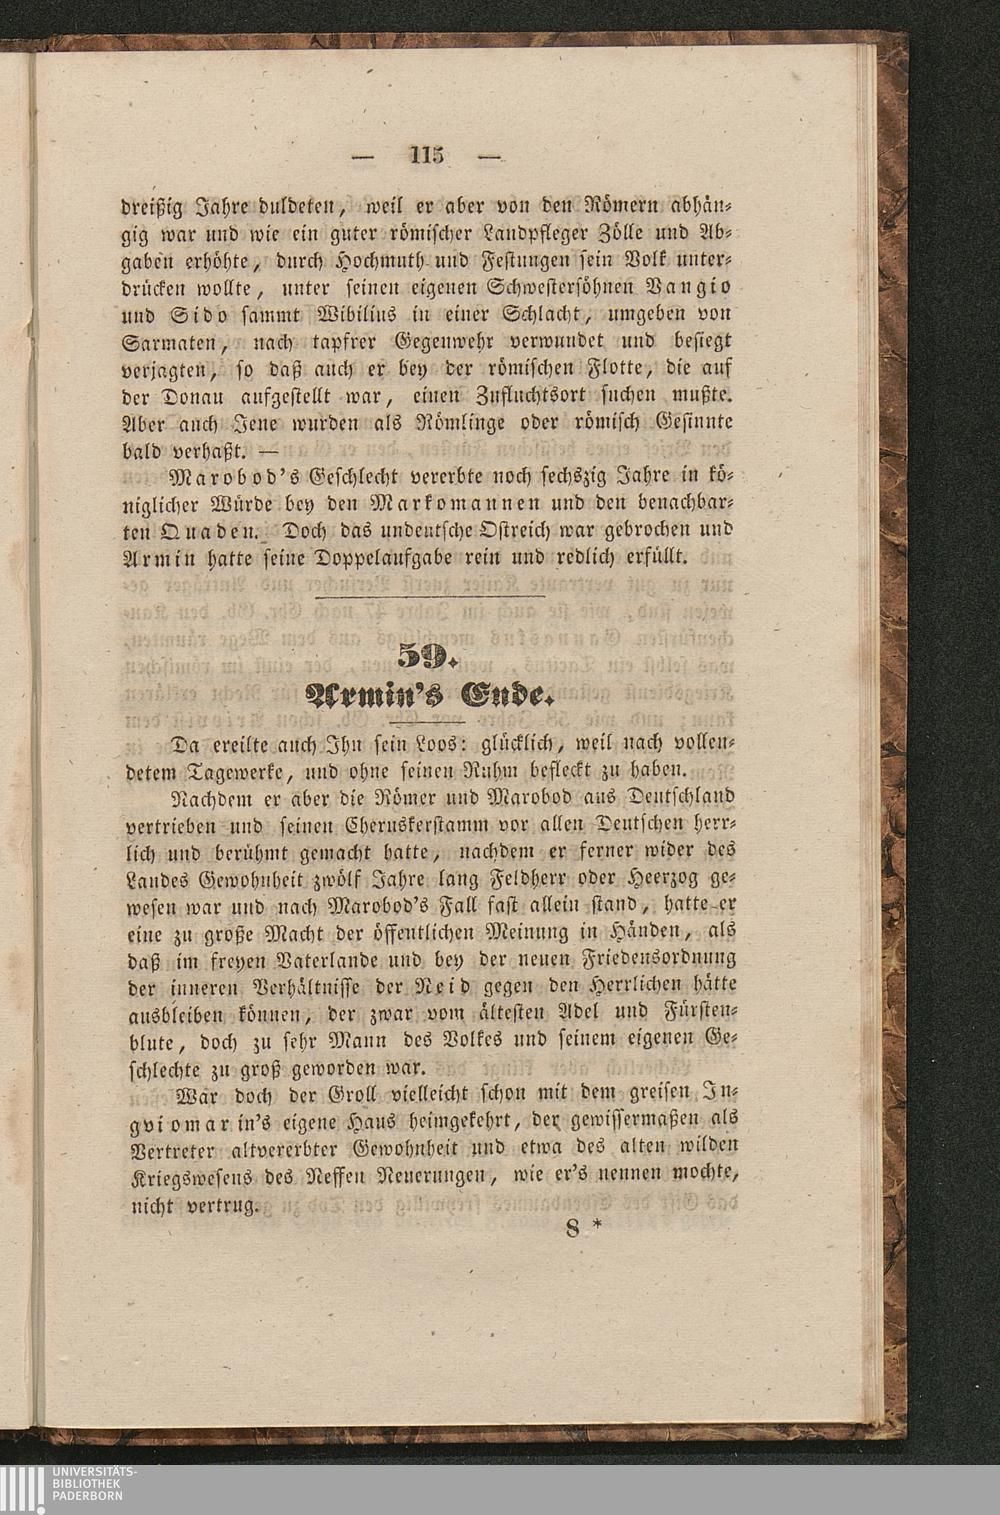 — 115 —
dreißig Jahre duldeten, weil er aber von den Römern abhän-
gig war und wie ein guter römischer Landpfleger Zölle und Ab-
gaben erhöhte, durch Hochmuth und Festungen sein Volk unter-
drücken wollte, unter seinen eigenen Schwestersöhnen Vangio
und Sido sammt Wibilius in einer Schlacht, umgeben von
Sarmaten, nach tapfrer Gegenwehr verwundet und besiegt
verjagten, so daß auch er bey der römischen Flotte, die auf
der Donau aufgestellt war, einen Zufluchtsort suchen mußte.
Aber auch Jene wurden als Römlinge oder römisch Gesinnte
bald verhaßt. —
Marobod's Geschlecht vererbte noch sechszig Jahre in kö-
niglicher Würde bey den Markomannen und den benachbar-
ten Quaden. Doch das undeutsche Ostreich war gebrochen und
Armin hatte seine Doppelaufgabe rein und redlich erfüllt.
59.
Armin's Ende.
Da ereilte auch Ihn sein Loos: glücklich, weil nach vollen-
detem Tagewerke, und ohne seinen Ruhm befleckt zu haben.
Nachdem er aber die Römer und Marobod aus Deutschland
vertrieben und seinen Cheruskerstamm vor allen Deutschen herr-
lich und berühmt gemacht hatte, nachdem er ferner wider des
Landes Gewohnheit zwölf Jahre lang Feldherr oder Heerzog ge-
wesen war und nach Marobod's Fall fast allein stand, hatte er
eine zu große Macht der öffentlichen Meinung in Händen, als
daß im freyen Vaterlande und bey der neuen Friedensordnung
der inneren Verhältnisse der Neid gegen den Herrlichen hätte
ausbleiben können, der zwar vom ältesten Adel und Fürsten-
blute, doch zu sehr Mann des Volkes und seinem eigenen Ge-
schlechte zu groß geworden war.
War doch der Groll vielleicht schon mit dem greisen In-
gviomar in's eigene Haus heimgekehrt, der gewissermaßen als
Vertreter altvererbter Gewohnheit und etwa des alten wilden
Kriegswesens des Neffen Neuerungen, wie er's nennen mochte,
nicht vertrug.
8 *
UNIVERSITÄTS-
BIBLIOTHEK
PADERBORN